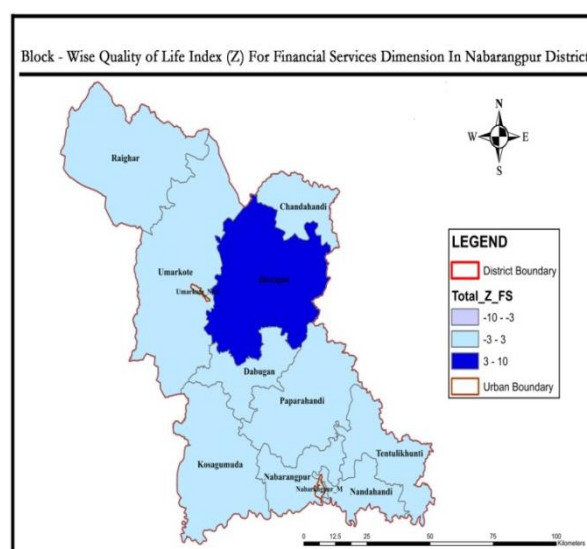 Block - Wise Quality of Life Index (Z) For Financial Services Dimension In Nabarangpur District
N
W
E
S
Raighar
Chandahandi
Umarkote
Dabugan
Paparahandi
Kosagumuda
Nabarangpur
Nabarangpur_M
Tentulikhunti
Nandahandi
LEGEND
District Boundary
Total_Z_FS
-10 - -3
-3 - 3
3 - 10
Urban Boundary
0 12.5 25 50 75 100
Kilometers